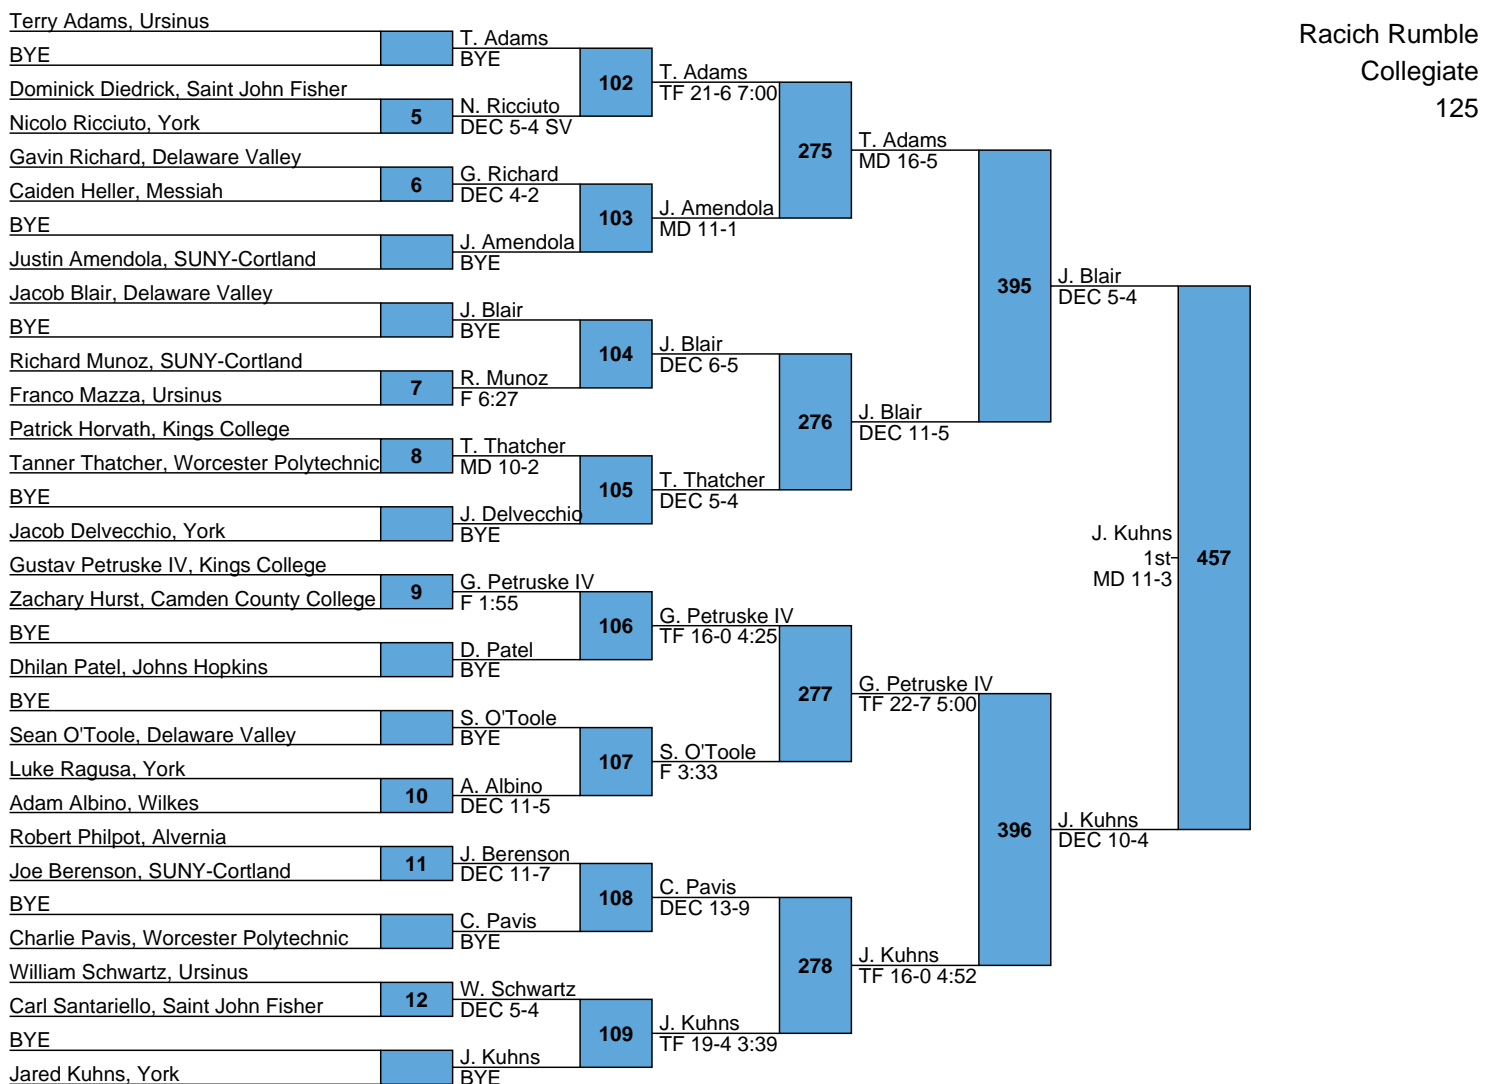 Racich Rumble
Collegiate
125
Terry Adams, Ursinus
BYE
Dominick Diedrick, Saint John Fisher
Nicolo Ricciuto, York
Gavin Richard, Delaware Valley
Caiden Heller, Messiah
BYE
Justin Amendola, SUNY-Cortland
Jacob Blair, Delaware Valley
BYE
Richard Munoz, SUNY-Cortland
Franco Mazza, Ursinus
Patrick Horvath, Kings College
Tanner Thatcher, Worcester Polytechnic
BYE
Jacob Delvecchio, York
Gustav Petruske IV, Kings College
Zachary Hurst, Camden County College
BYE
Dhilan Patel, Johns Hopkins
BYE
Sean O'Toole, Delaware Valley
Luke Ragusa, York
Adam Albino, Wilkes
Robert Philpot, Alvernia
Joe Berenson, SUNY-Cortland
BYE
Charlie Pavis, Worcester Polytechnic
William Schwartz, Ursinus
Carl Santariello, Saint John Fisher
BYE
Jared Kuhns, York
5
6
7
8
9
10
11
12
T. Adams
BYE
N. Ricciuto
DEC 5-4 SV
G. Richard
DEC 4-2
J. Amendola
BYE
J. Blair
BYE
R. Munoz
F 6:27
T. Thatcher
MD 10-2
J. Delvecchio
BYE
G. Petruske IV
F 1:55
D. Patel
BYE
S. O'Toole
BYE
A. Albino
DEC 11-5
J. Berenson
DEC 11-7
C. Pavis
BYE
W. Schwartz
DEC 5-4
J. Kuhns
BYE
102
103
104
105
106
107
108
109
T. Adams
TF 21-6 7:00
J. Amendola
MD 11-1
J. Blair
DEC 6-5
T. Thatcher
DEC 5-4
G. Petruske IV
TF 16-0 4:25
S. O'Toole
F 3:33
C. Pavis
DEC 13-9
J. Kuhns
TF 19-4 3:39
275
276
277
278
T. Adams
MD 16-5
J. Blair
DEC 11-5
G. Petruske IV
TF 22-7 5:00
J. Kuhns
TF 16-0 4:52
395
396
J. Blair
DEC 5-4
J. Kuhns
DEC 10-4
J. Kuhns
1st
MD 11-3
457